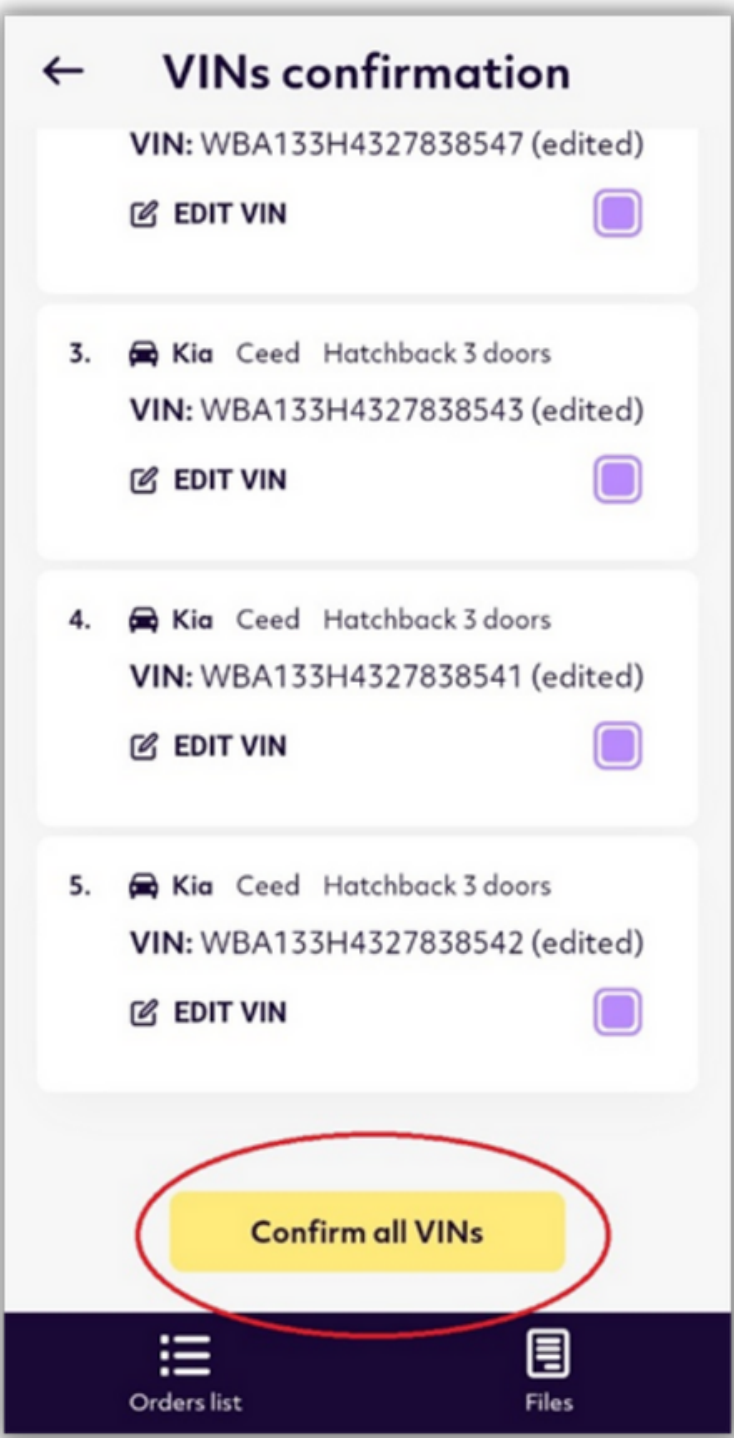 VINs confirmation
VIN: WBA133H4327838547 (edited)
EDIT VIN
3. Kia Ceed Hatchback 3 doors
VIN: WBA133H4327838543 (edited)
EDIT VIN
4. Kia Ceed Hatchback 3 doors
VIN: WBA133H4327838541 (edited)
EDIT VIN
5. Kia Ceed Hatchback 3 doors
VIN: WBA133H4327838542 (edited)
EDIT VIN
Confirm all VINs
Orders list Files